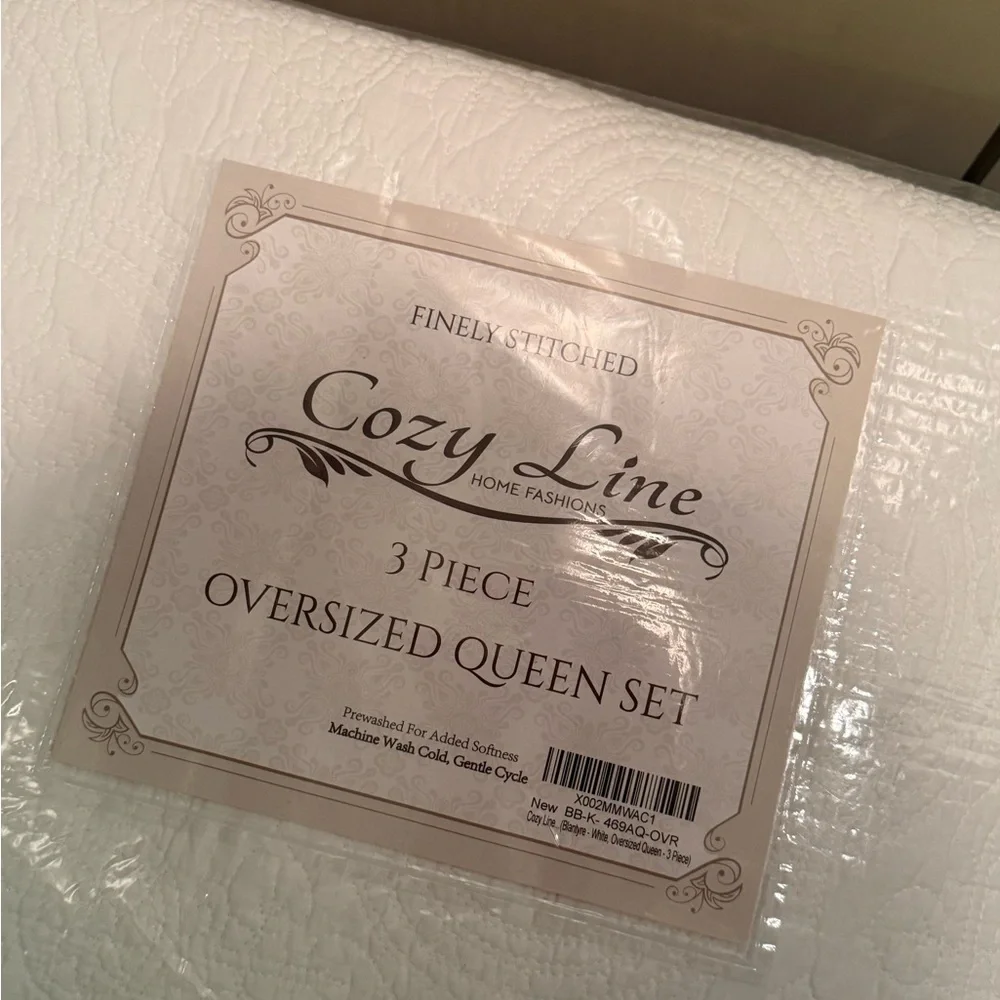 FINELY STITCHED
Cozy Line
HOME FASHIONS
3 PIECE
OVERSIZED QUEEN SET
Prewashed For Added Softness
Machine Wash Cold, Gentle Cycle
X002MMWAC1
New BB-K- 469AQ-OVR
Cozy Line (Blantyre - White, Oversized Queen - 3 Piece)